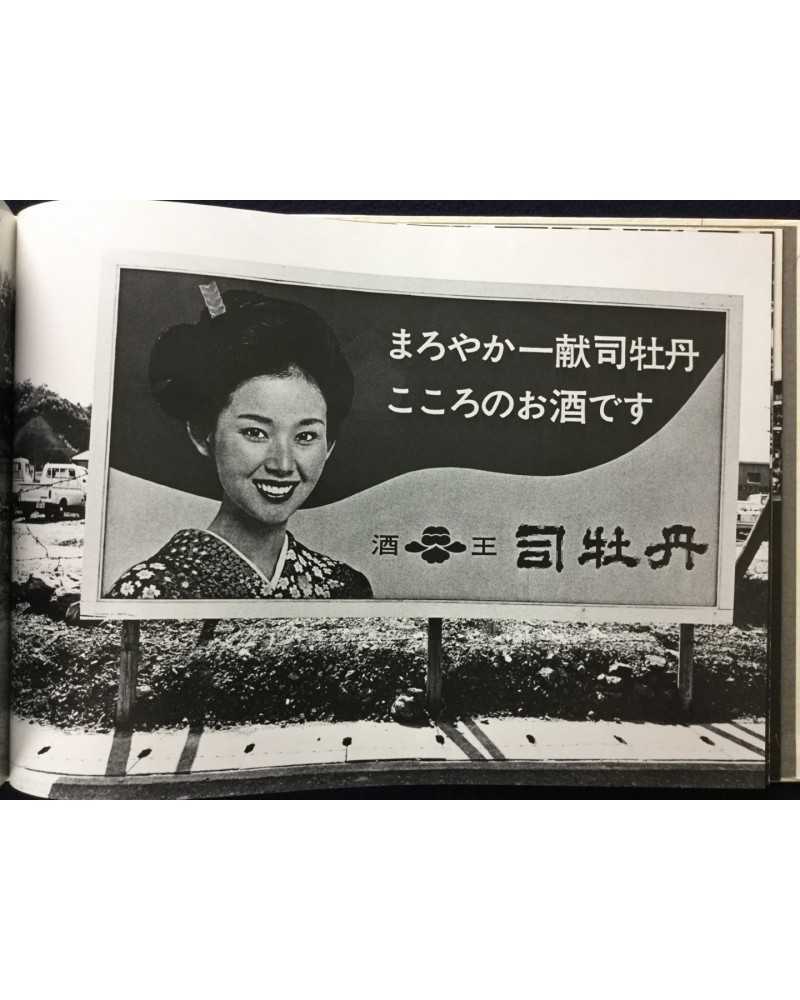 まろやか一献司牡丹
こころのお酒です
酒王 司牡丹